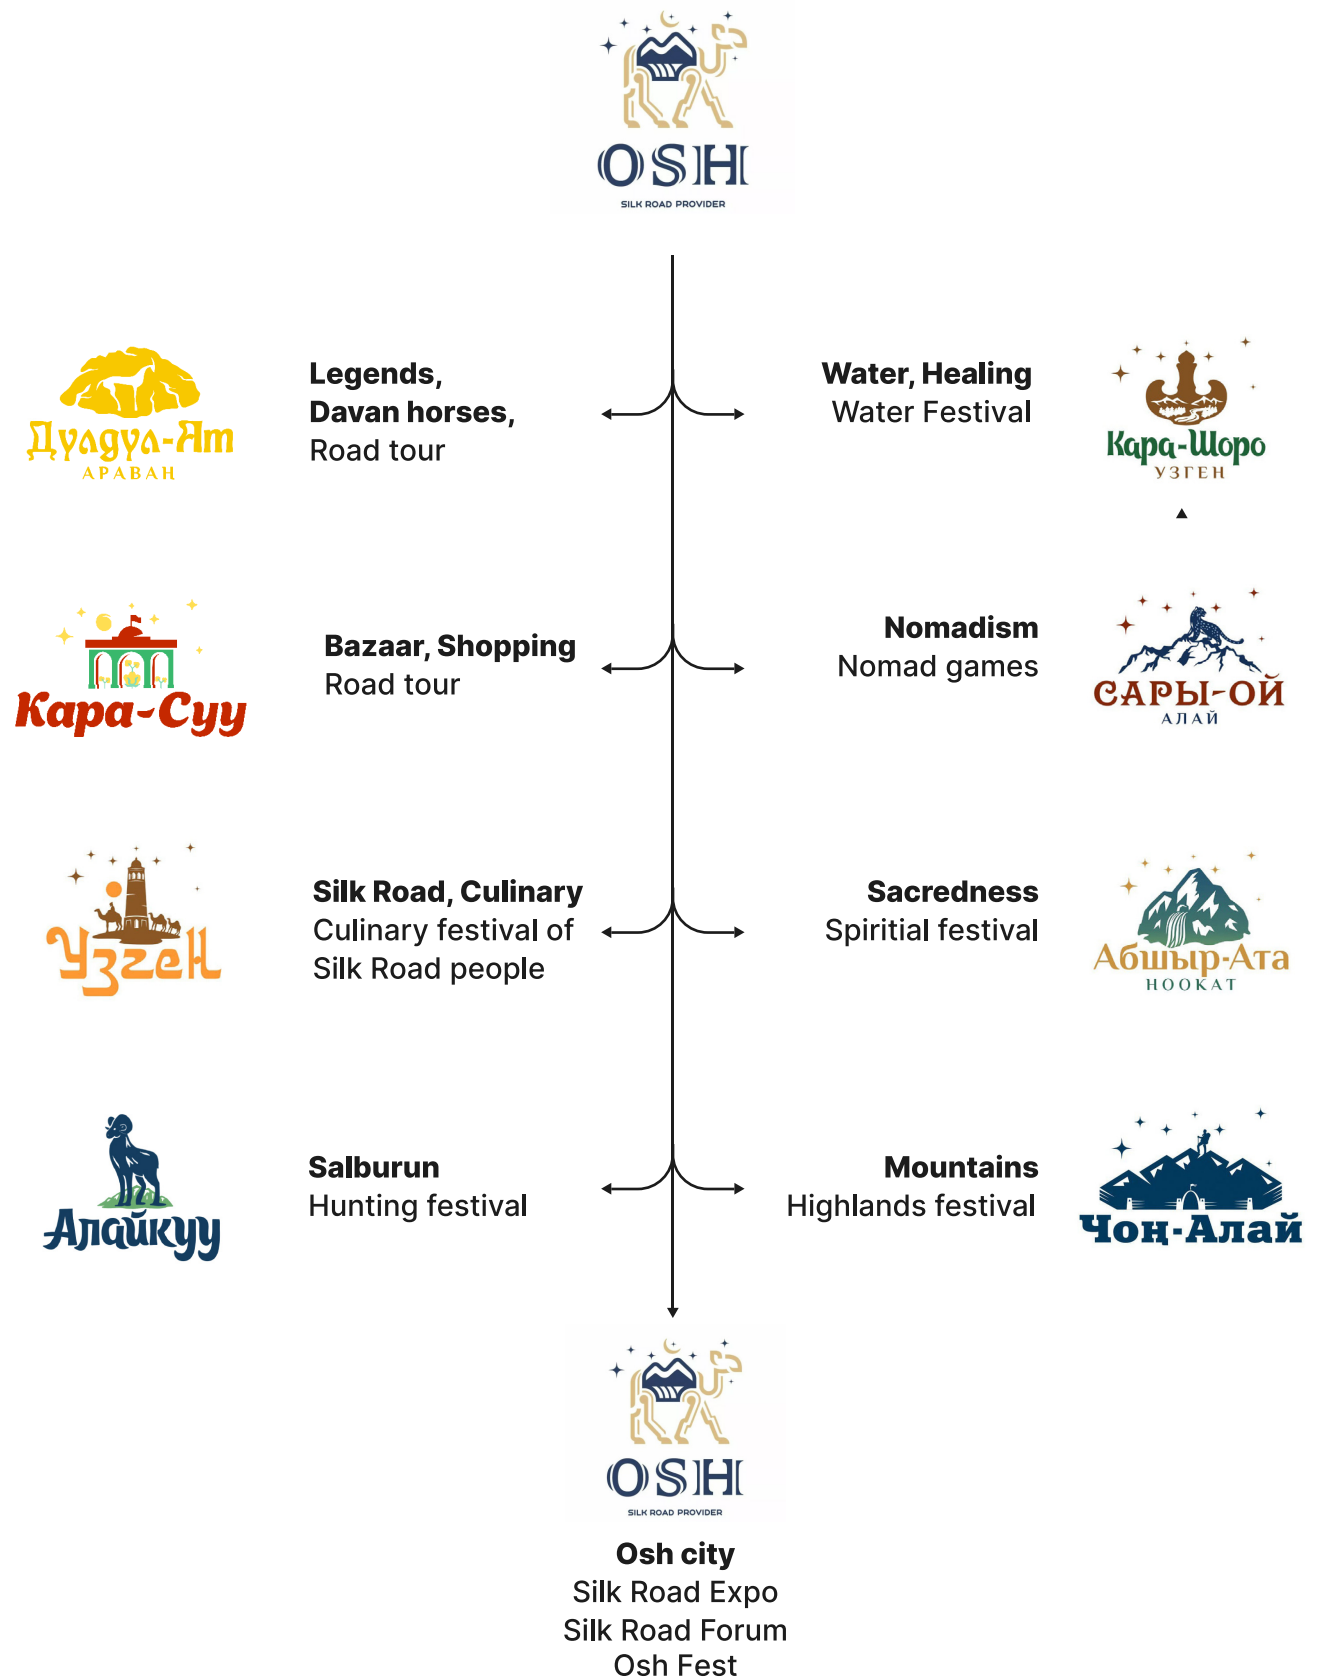 OSH
SILK ROAD PROVIDER
Дулдул-Ат
АРАВАН
Legends,
Davan horses,
Road tour
Water, Healing
Water Festival
Кара-Шоро
УЗГЕН
Кара-Суу
Bazaar, Shopping
Road tour
Nomadism
Nomad games
САРЫ-ОЙ
АЛАЙ
Узген
Silk Road, Culinary
Culinary festival of
Silk Road people
Sacredness
Spiritial festival
Абшыр-Ата
НООКАТ
Алайкуу
Salburun
Hunting festival
Mountains
Highlands festival
Чоң-Алай
OSH
SILK ROAD PROVIDER
Osh city
Silk Road Expo
Silk Road Forum
Osh Fest